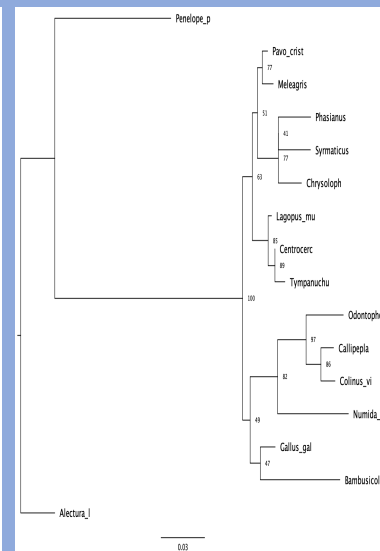 Penelope_p
Pavo_crist
77
Meleagris
51
Phasianus
41
Syrmaticus
77
Chrysoloph
63
Lagopus_mu
85
Centrocerc
89
Tympanuchu
100
Odontopho
97
Callipepla
86
Colinus_vi
82
Numida_
49
Gallus_gal
47
Bambusicol
Alectura_l
0.03